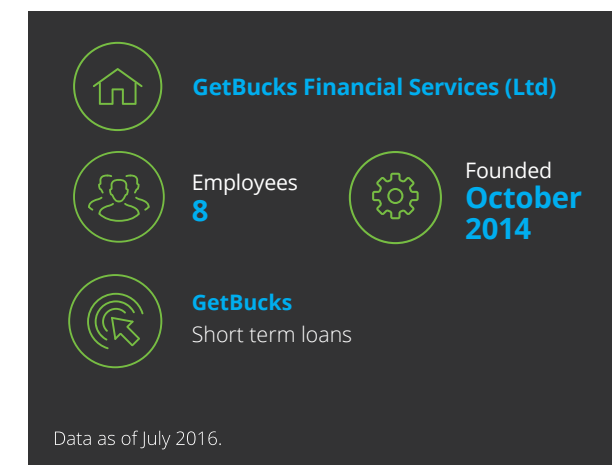 GetBucks Financial Services (Ltd)
Employees
8
Founded
October
2014
GetBucks
Short term loans
Data as of July 2016.